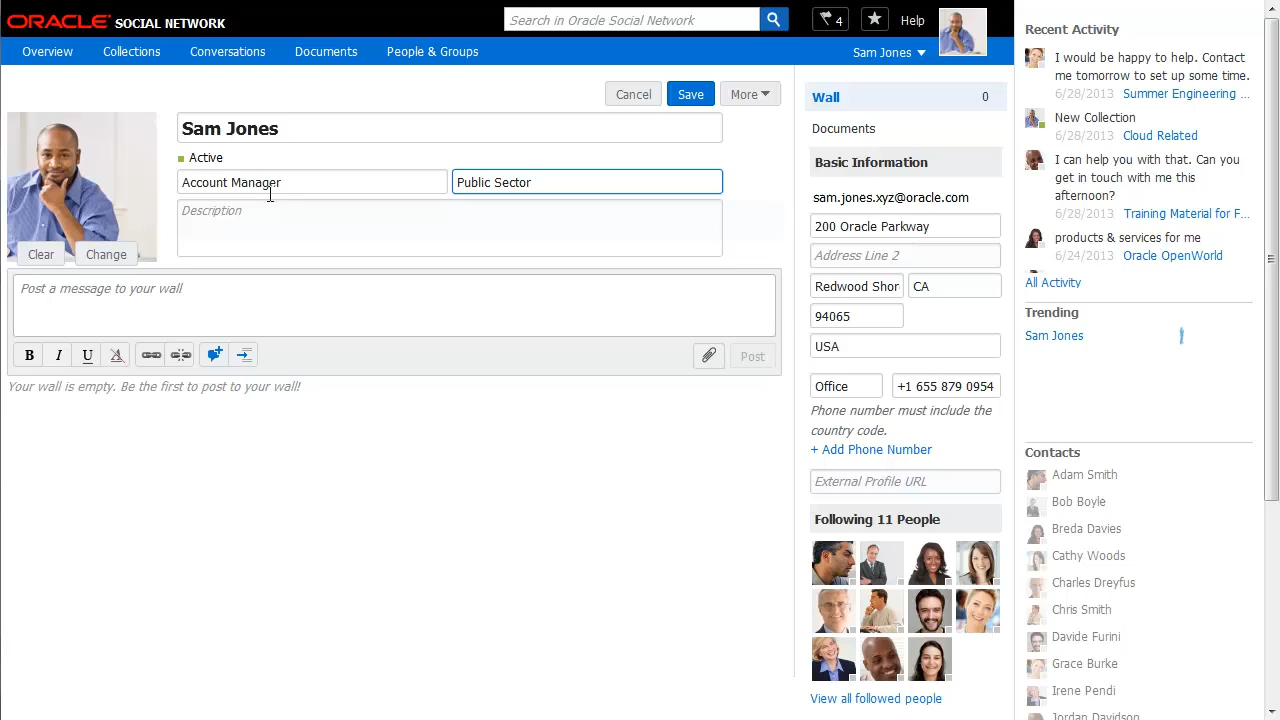 ORACLE® SOCIAL NETWORK
Search in Oracle Social Network
4
Help
Overview
Collections
Conversations
Documents
People & Groups
Sam Jones
Cancel
Save
More
Sam Jones
Active
Account Manager
Public Sector
Description
Clear
Change
Post a message to your wall
B
I
U
A
Post
Your wall is empty. Be the first to post to your wall!
Wall
0
Documents
Basic Information
sam.jones.xyz@oracle.com
200 Oracle Parkway
Address Line 2
Redwood Shor
CA
94065
USA
Office
+1 655 879 0954
Phone number must include the
country code.
+ Add Phone Number
External Profile URL
Following 11 People
View all followed people
Recent Activity
I would be happy to help. Contact
me tomorrow to set up some time.
6/28/2013 Summer Engineering ...
New Collection
6/28/2013 Cloud Related
I can help you with that. Can you
get in touch with me this
afternoon?
6/28/2013 Training Material for F...
products & services for me
6/24/2013 Oracle OpenWorld
All Activity
Trending
Sam Jones
Contacts
Adam Smith
Bob Boyle
Breda Davies
Cathy Woods
Charles Dreyfus
Chris Smith
Davide Furini
Grace Burke
Irene Pendi
Jordan Davidson